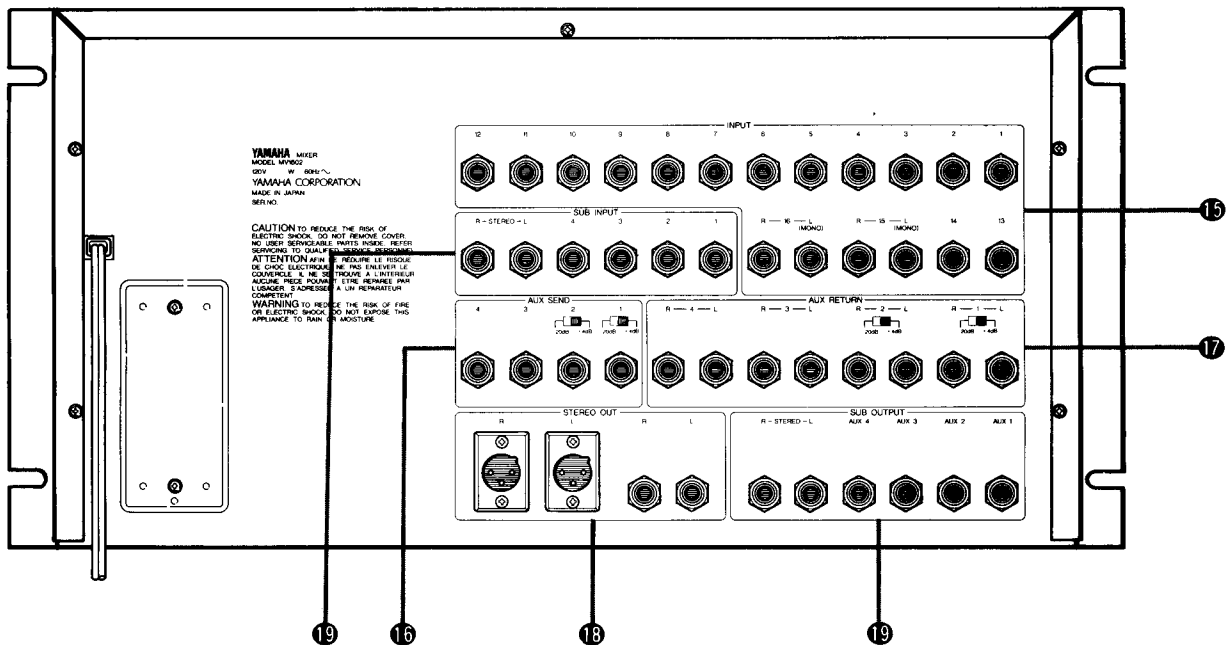 INPUT
12 11 10 9 8 7 6 5 4 3 2 1
YAMAHA MIXER
MODEL MV1602
120V W 60Hz
YAMAHA CORPORATION
MADE IN JAPAN
SER.NO.
SUB INPUT
R – STEREO – L 4 3 2 1
R — 16 — L (MONO) R — 15 — L (MONO) 14 13
15
CAUTION TO REDUCE THE RISK OF
ELECTRIC SHOCK, DO NOT REMOVE COVER.
NO USER SERVICEABLE PARTS INSIDE. REFER
SERVICING TO QUALIFIED SERVICE PERSONNEL
ATTENTION AFIN DE REDUIRE LE RISQUE
DE CHOC ELECTRIQUE, NE PAS ENLEVER LE
COUVERCLE. IL NE SE TROUVE A L'INTERIEUR
AUCUNE PIECE POUVANT ETRE REPAREE PAR
L'USAGER. S'ADRESSER A UN REPARATEUR
COMPETENT
WARNING TO REDUCE THE RISK OF FIRE
OR ELECTRIC SHOCK, DO NOT EXPOSE THIS
APPLIANCE TO RAIN OR MOISTURE
AUX SEND
4 3 2 1
20dB +4dB 20dB +4dB
AUX RETURN
R — 4 — L R — 3 — L R — 2 — L R — 1 — L
20dB +4dB 20dB +4dB
17
STEREO OUT
R L R L
SUB OUTPUT
R – STEREO – L AUX 4 AUX 3 AUX 2 AUX 1
19 16 18 19